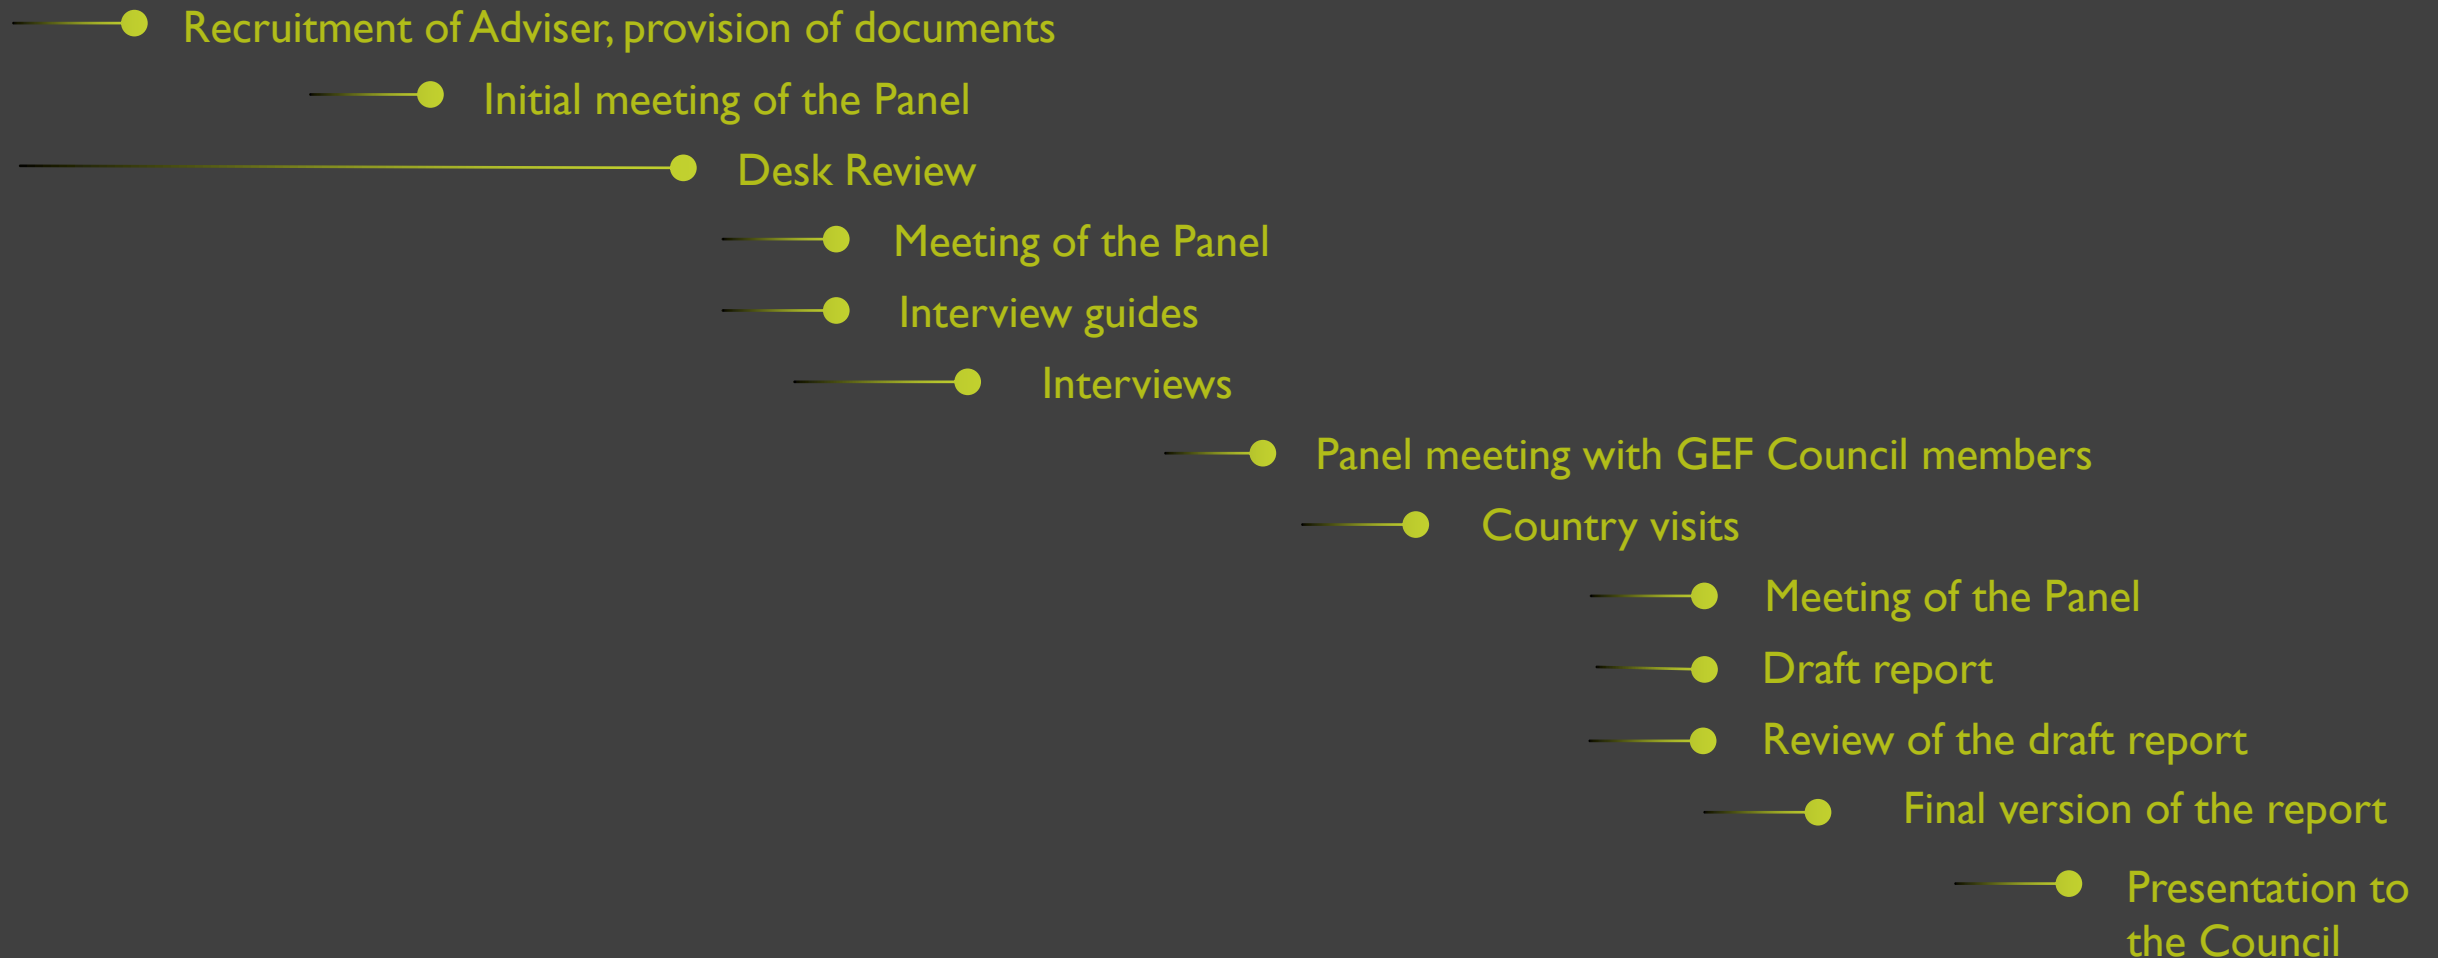 Recruitment of Adviser, provision of documents
Initial meeting of the Panel
Desk Review
Meeting of the Panel
Interview guides
Interviews
Panel meeting with GEF Council members
Country visits
Meeting of the Panel
Draft report
Review of the draft report
Final version of the report
Presentation to
the Council